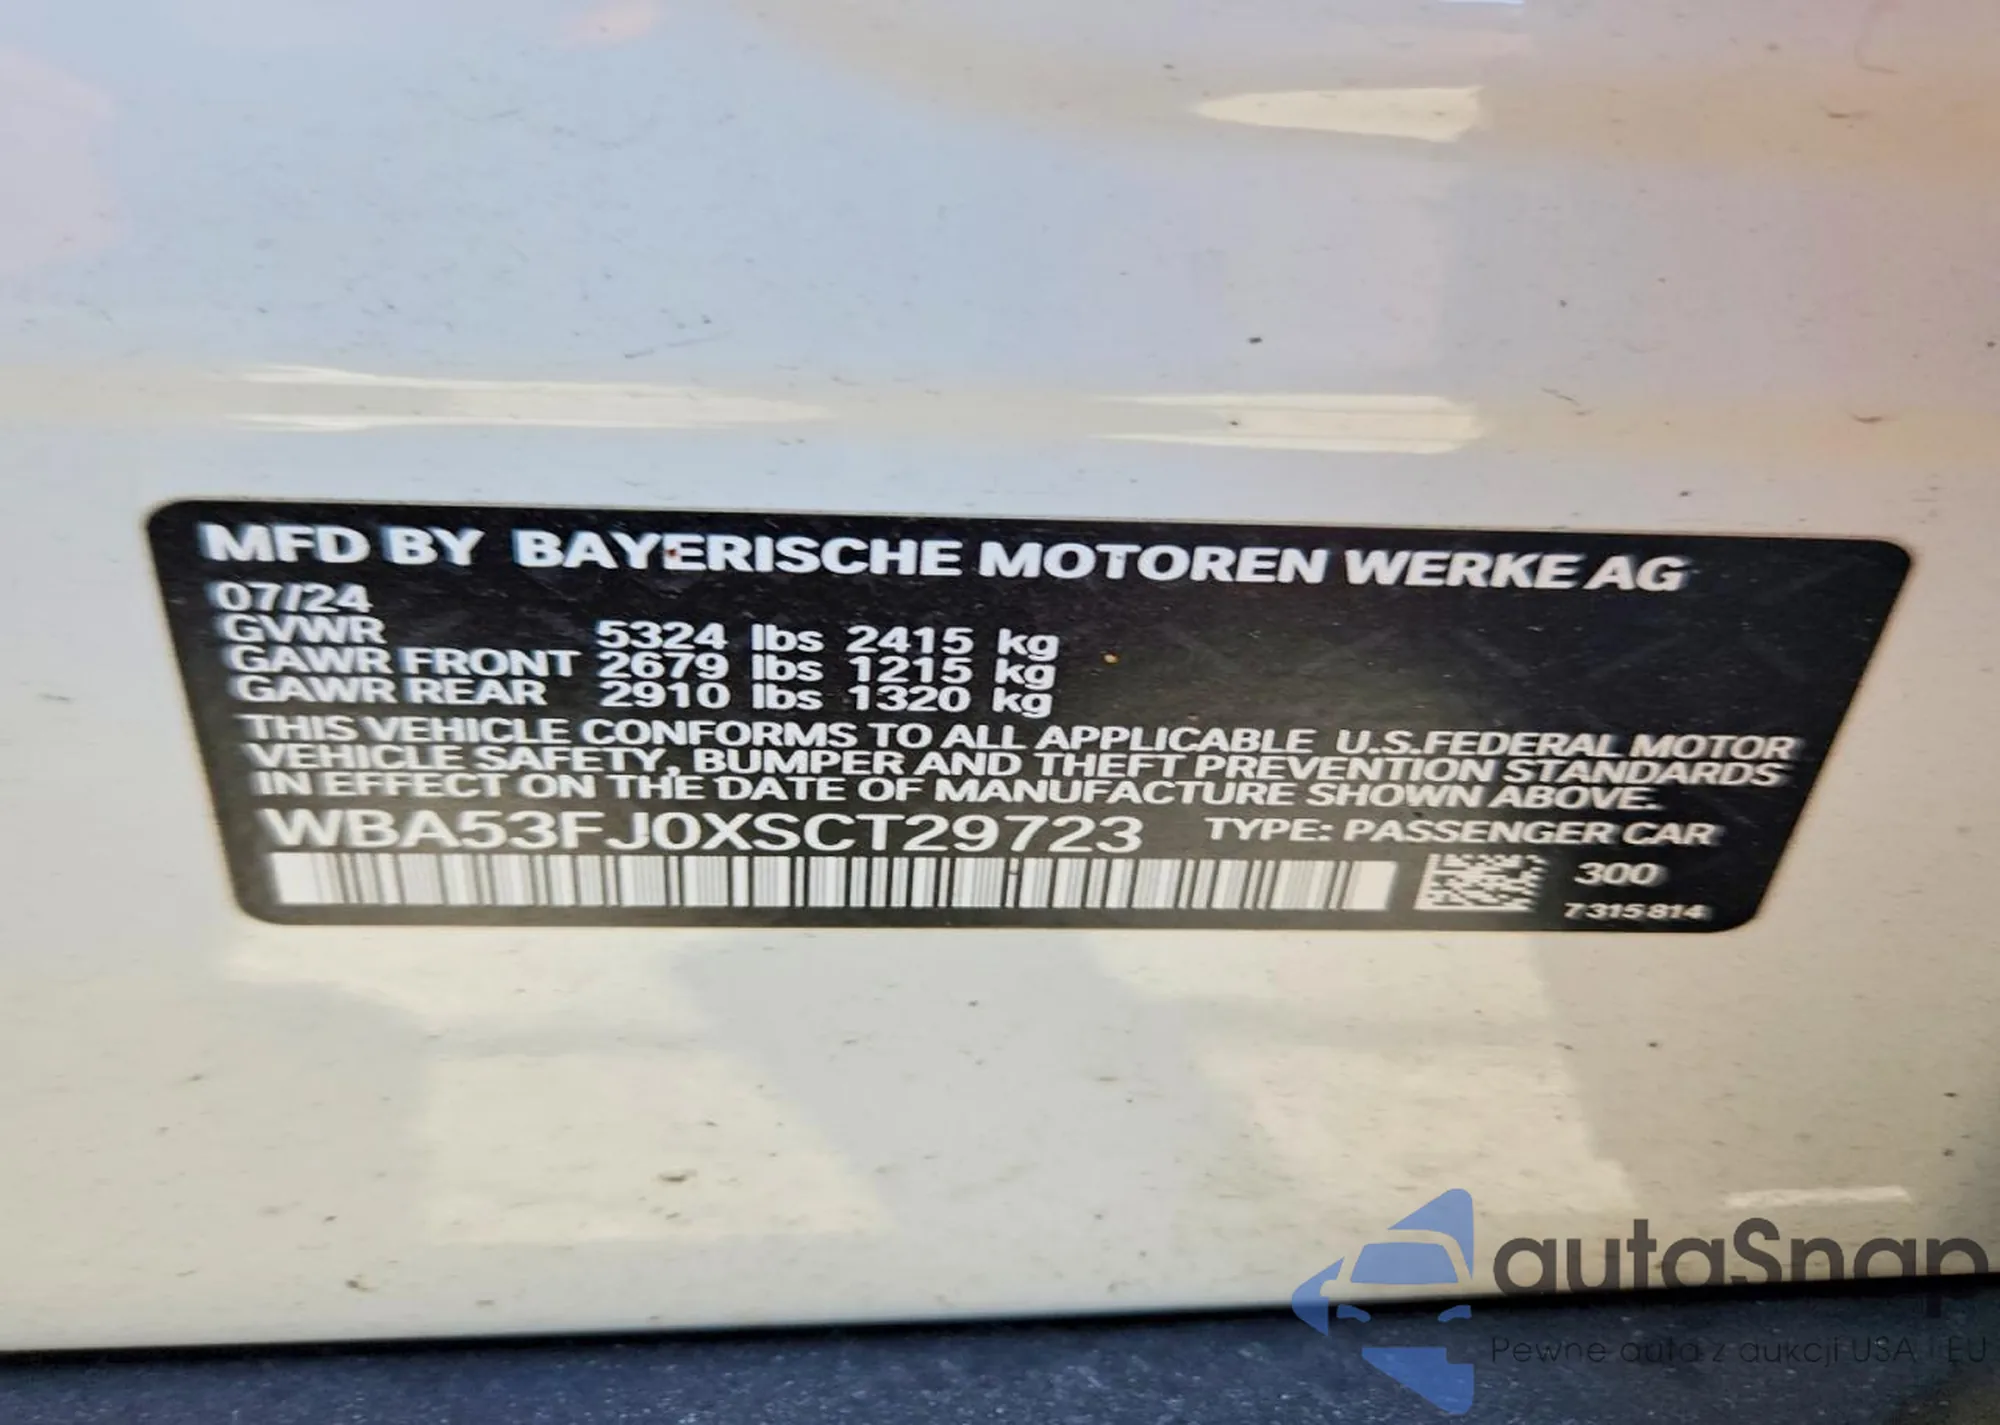 MFD BY BAYERISCHE MOTOREN WERKE AG
07/24
GVWR 5324 lbs 2415 kg
GAWR FRONT 2679 lbs 1215 kg
GAWR REAR 2910 lbs 1320 kg
THIS VEHICLE CONFORMS TO ALL APPLICABLE U.S.FEDERAL MOTOR
VEHICLE SAFETY, BUMPER AND THEFT PREVENTION STANDARDS
IN EFFECT ON THE DATE OF MANUFACTURE SHOWN ABOVE.
WBA53FJ0XSCT29723 TYPE: PASSENGER CAR
300
7 315 814
autaSnap
Pewne auta z aukcji USA i EU